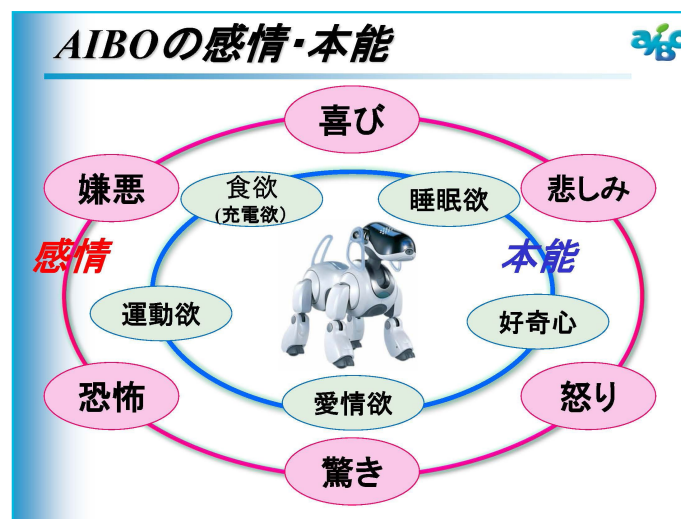 AIBOの感情・本能
aibo
喜び
嫌悪
食欲
(充電欲)
睡眠欲
悲しみ
感情
本能
運動欲
好奇心
恐怖
愛情欲
怒り
驚き